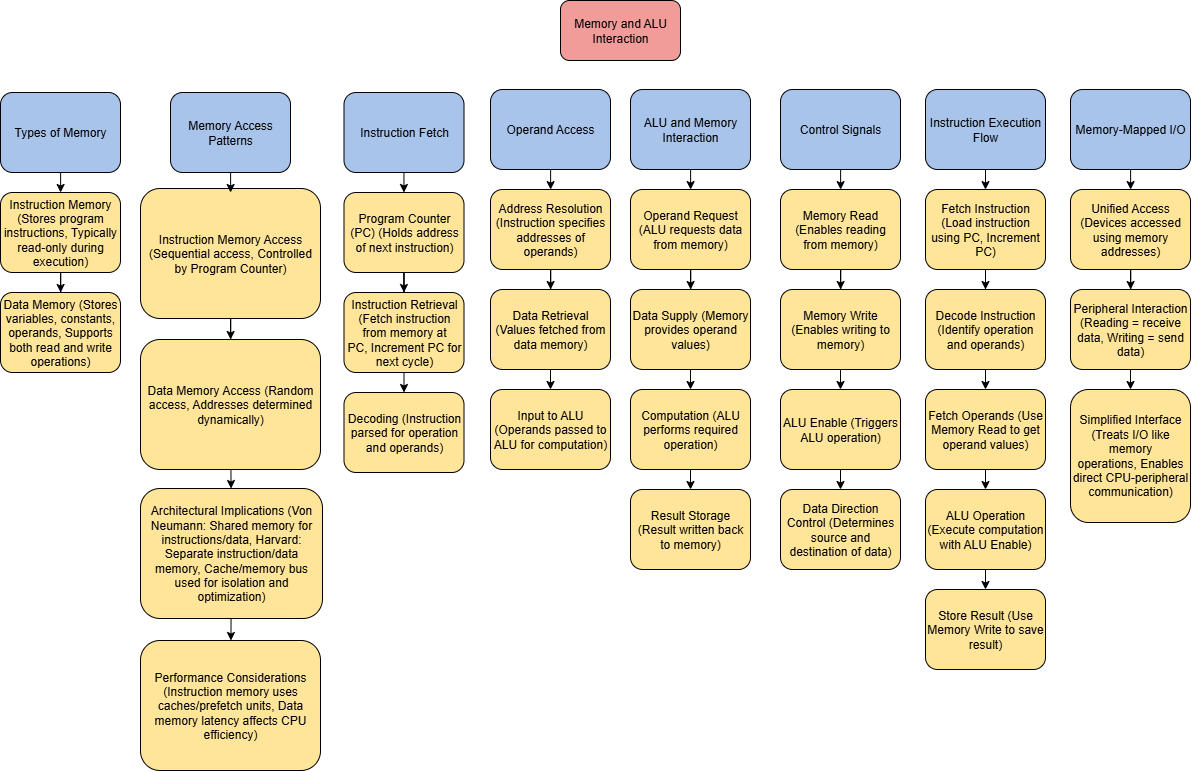 Memory and ALU
Interaction
Types of Memory
Instruction Memory
(Stores program
instructions, Typically
read-only during
execution)
Data Memory (Stores
variables, constants,
operands, Supports
both read and write
operations)
Memory Access
Patterns
Instruction Memory Access
(Sequential access, Controlled
by Program Counter)
Data Memory Access (Random
access, Addresses determined
dynamically)
Architectural Implications (Von
Neumann: Shared memory for
instructions/data, Harvard:
Separate instruction/data
memory, Cache/memory bus
used for isolation and
optimization)
Performance Considerations
(Instruction memory uses
caches/prefetch units, Data
memory latency affects CPU
efficiency)
Instruction Fetch
Program Counter
(PC) (Holds address
of next instruction)
Instruction Retrieval
(Fetch instruction
from memory at
PC, Increment PC for
next cycle)
Decoding (Instruction
parsed for operation
and operands)
Operand Access
Address Resolution
(Instruction specifies
addresses of
operands)
Data Retrieval
(Values fetched from
data memory)
Input to ALU
(Operands passed to
ALU for computation)
ALU and Memory
Interaction
Operand Request
(ALU requests data
from memory)
Data Supply (Memory
provides operand
values)
Computation (ALU
performs required
operation)
Result Storage
(Result written back
to memory)
Control Signals
Memory Read
(Enables reading
from memory)
Memory Write
(Enables writing to
memory)
ALU Enable (Triggers
ALU operation)
Data Direction
Control (Determines
source and
destination of data)
Instruction Execution
Flow
Fetch Instruction
(Load instruction
using PC, Increment
PC)
Decode Instruction
(Identify operation
and operands)
Fetch Operands (Use
Memory Read to get
operand values)
ALU Operation
(Execute computation
with ALU Enable)
Store Result (Use
Memory Write to save
result)
Memory-Mapped I/O
Unified Access
(Devices accessed
using memory
addresses)
Peripheral Interaction
(Reading = receive
data, Writing = send
data)
Simplified Interface
(Treats I/O like
memory
operations, Enables
direct CPU-peripheral
communication)